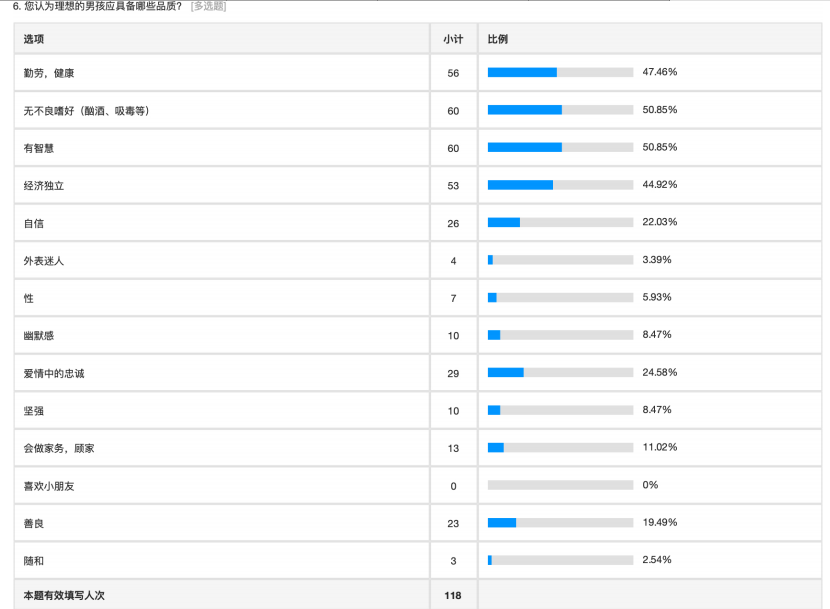 6. 您认为理想的男孩应具备哪些品质? [多选题]
选项 小计 比例
勤劳，健康 56 47.46%
无不良嗜好（酗酒、吸毒等） 60 50.85%
有智慧 60 50.85%
经济独立 53 44.92%
自信 26 22.03%
外表迷人 4 3.39%
性 7 5.93%
幽默感 10 8.47%
爱情中的忠诚 29 24.58%
坚强 10 8.47%
会做家务，顾家 13 11.02%
喜欢小朋友 0 0%
善良 23 19.49%
随和 3 2.54%
本题有效填写人次 118